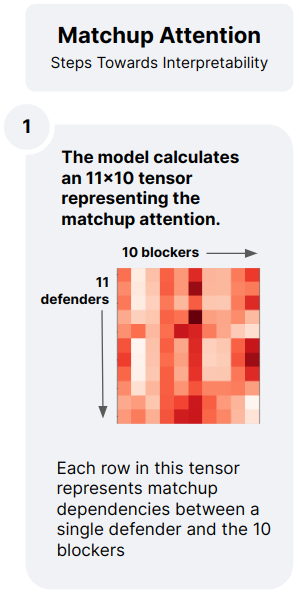 Matchup Attention
Steps Towards Interpretability
1
The model calculates
an 11×10 tensor
representing the
matchup attention.
10 blockers
11
defenders
Each row in this tensor
represents matchup
dependencies between a
single defender and the 10
blockers